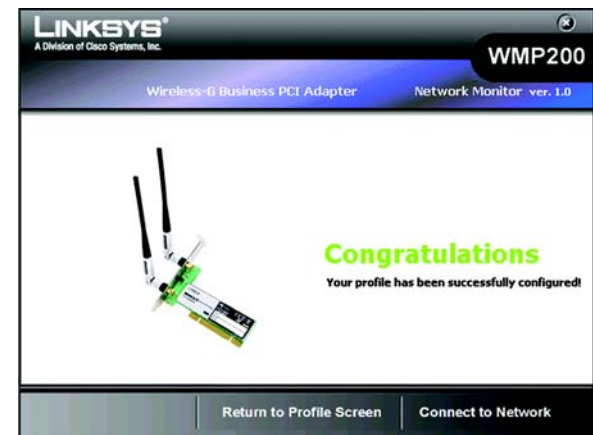 LINKSYS®
A Division of Cisco Systems, Inc.
WMP200
Wireless-G Business PCI Adapter
Network Monitor ver. 1.0
Congratulations
Your profile has been successfully configured!
Return to Profile Screen
Connect to Network